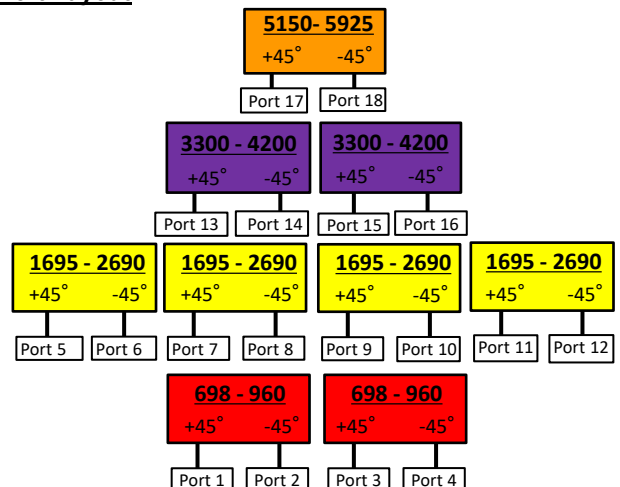 5150- 5925
+45° -45°
Port 17 Port 18
3300 - 4200 3300 - 4200
+45° -45° +45° -45°
Port 13 Port 14 Port 15 Port 16
1695 - 2690 1695 - 2690 1695 - 2690 1695 - 2690
+45° -45° +45° -45° +45° -45° +45° -45°
Port 5 Port 6 Port 7 Port 8 Port 9 Port 10 Port 11 Port 12
698 - 960 698 - 960
+45° -45° +45° -45°
Port 1 Port 2 Port 3 Port 4